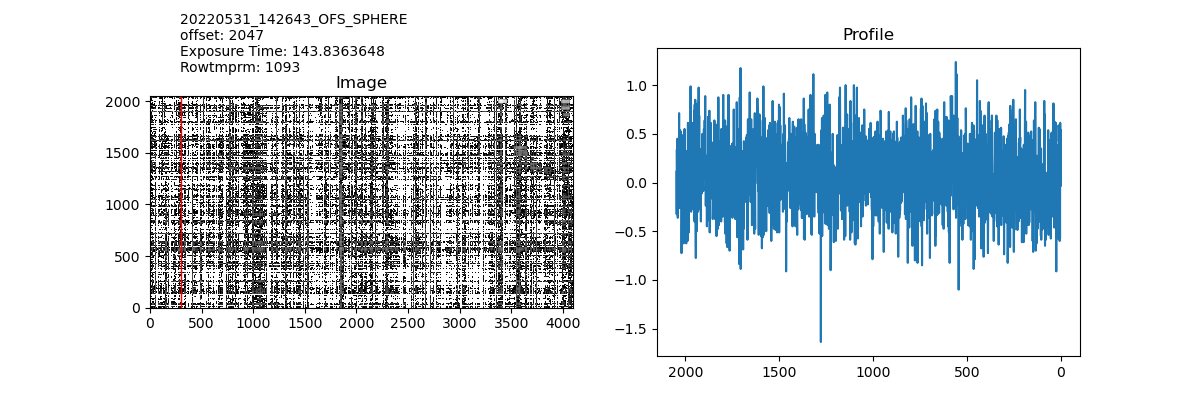 20220531_142643_OFS_SPHERE
offset: 2047
Exposure Time: 143.8363648
Rowtmprm: 1093
Image
2000
1500
1000
500
0
0 500 1000 1500 2000 2500 3000 3500 4000
Profile
1.0
0.5
0.0
−0.5
−1.0
−1.5
2000 1500 1000 500 0